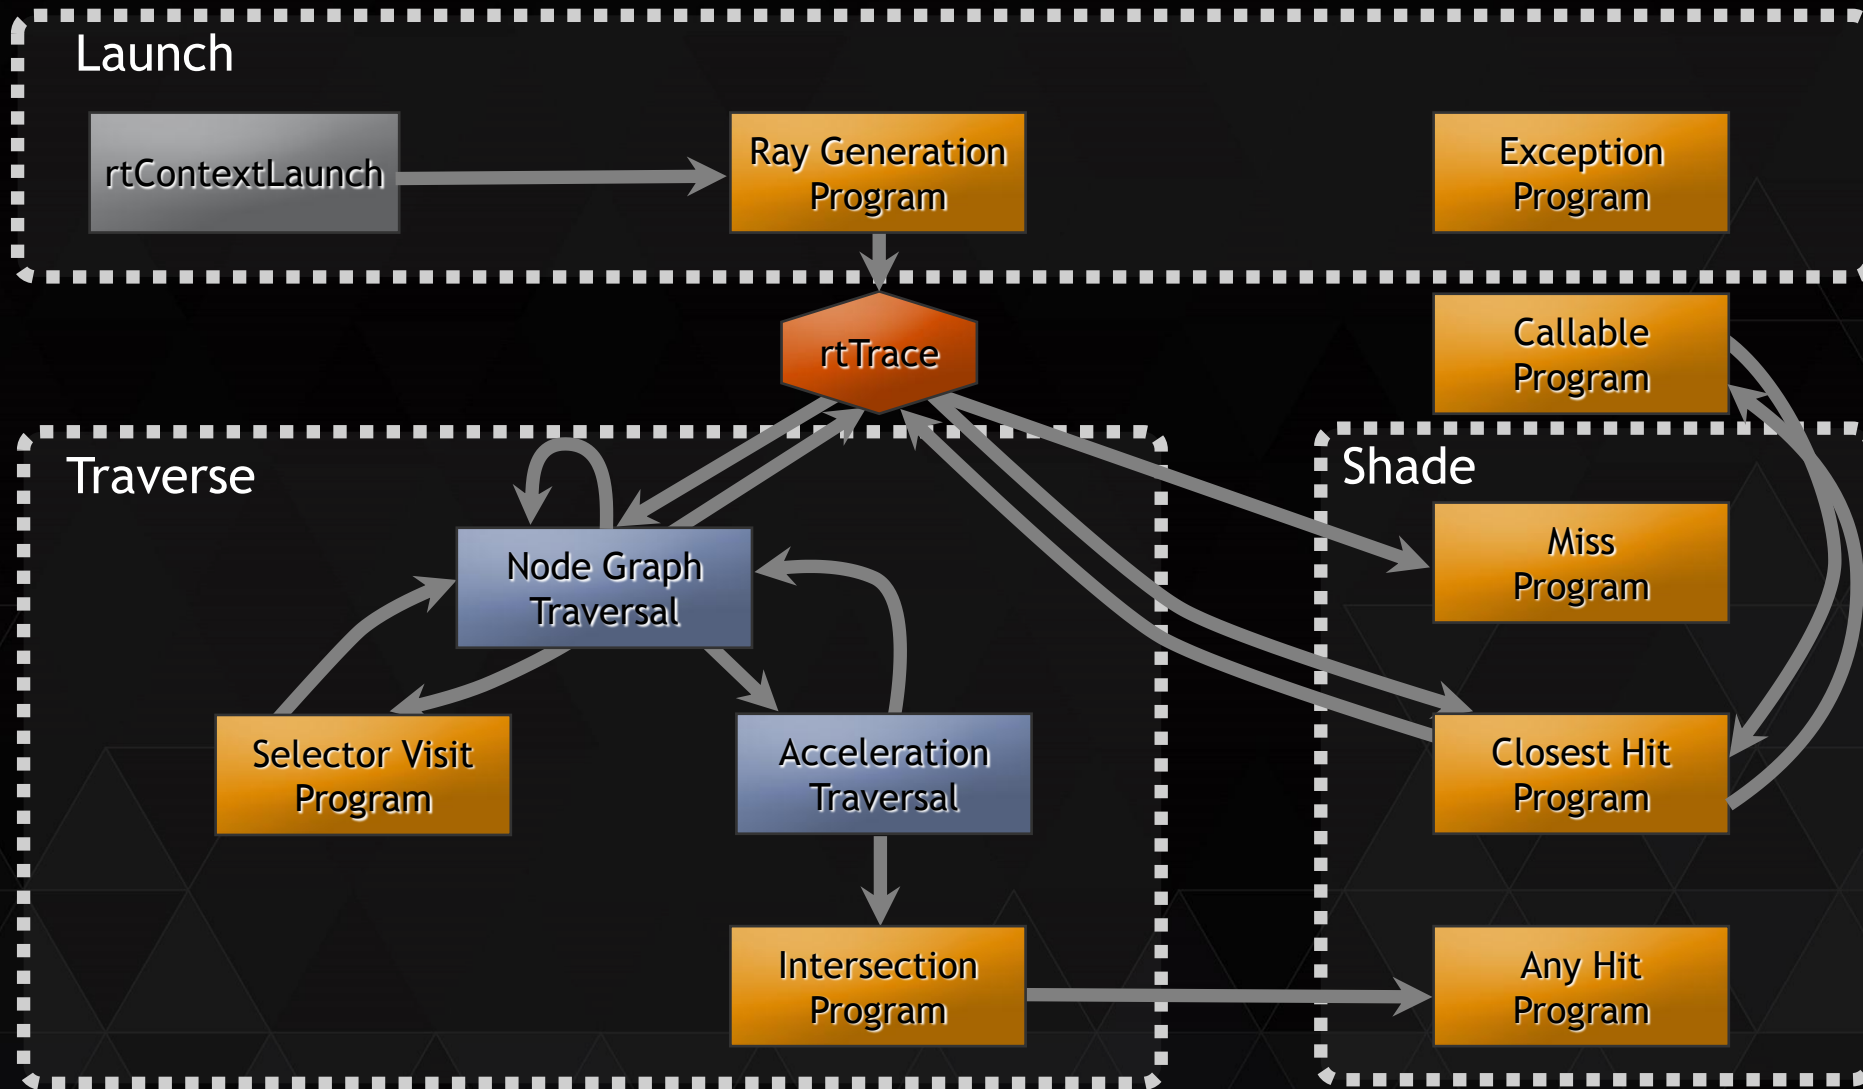 Launch
rtContextLaunch
Ray Generation
Program
Exception
Program
rtTrace
Callable
Program
Traverse
Shade
Node Graph
Traversal
Miss
Program
Selector Visit
Program
Acceleration
Traversal
Closest Hit
Program
Intersection
Program
Any Hit
Program